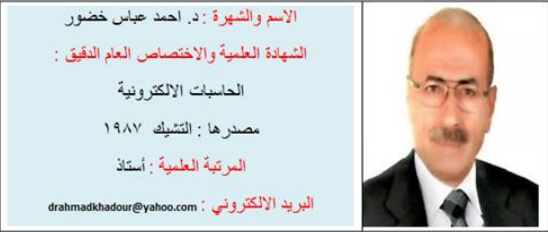 الاسم والشهرة : د. احمد عباس خضور
الشهادة العلمية والاختصاص العام الدقيق :
الحاسبات الالكترونية
مصدرها : التشيك ١٩٨٧
المرتبة العلمية : أستاذ
البريد الالكتروني : drahmadkhadour@yahoo.com